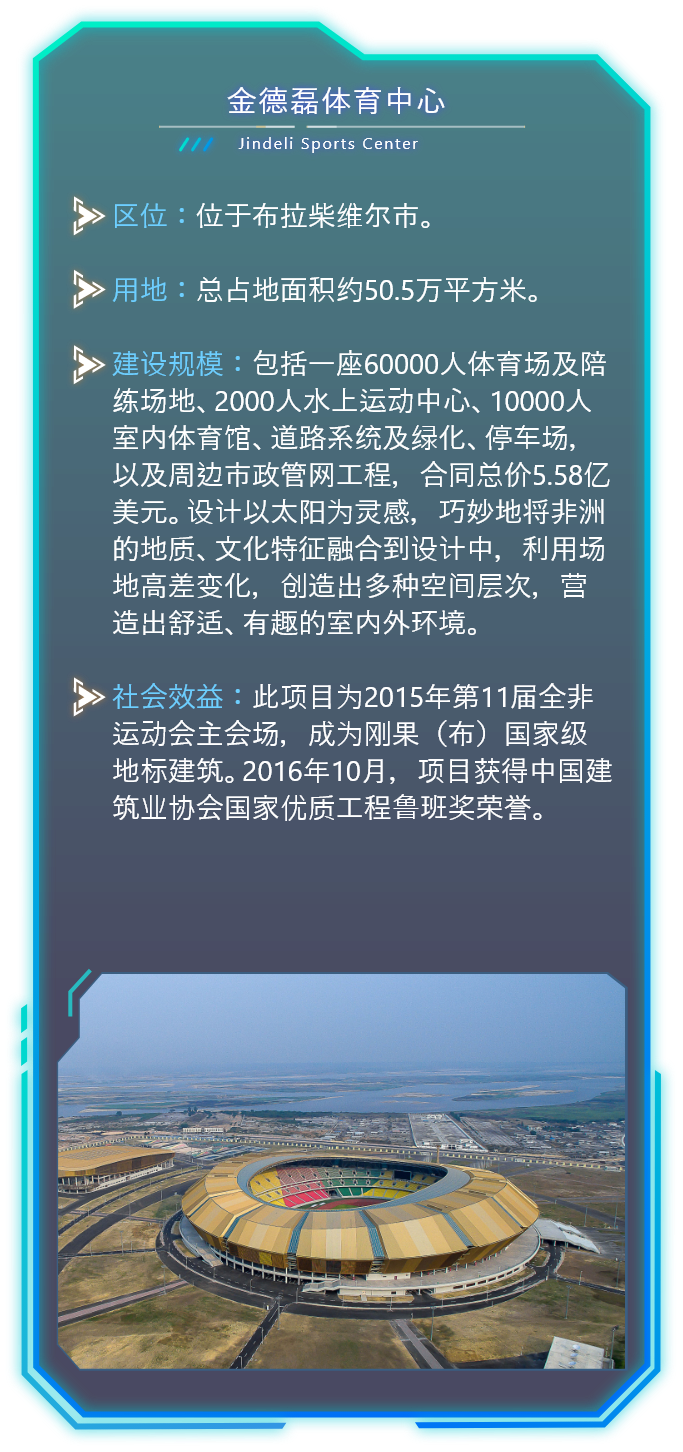 金德磊体育中心
Jindeli Sports Center
区位：位于布拉柴维尔市。
用地：总占地面积约50.5万平方米。
建设规模：包括一座60000人体育场及陪
练场地、2000人水上运动中心、10000人
室内体育馆、道路系统及绿化、停车场，
以及周边市政管网工程，合同总价5.58亿
美元。设计以太阳为灵感，巧妙地将非洲
的地质、文化特征融合到设计中，利用场
地高差变化，创造出多种空间层次，营
造出舒适、有趣的室内外环境。
社会效益：此项目为2015年第11届全非
运动会主会场，成为刚果（布）国家级
地标建筑。2016年10月，项目获得中国建
筑业协会国家优质工程鲁班奖荣誉。